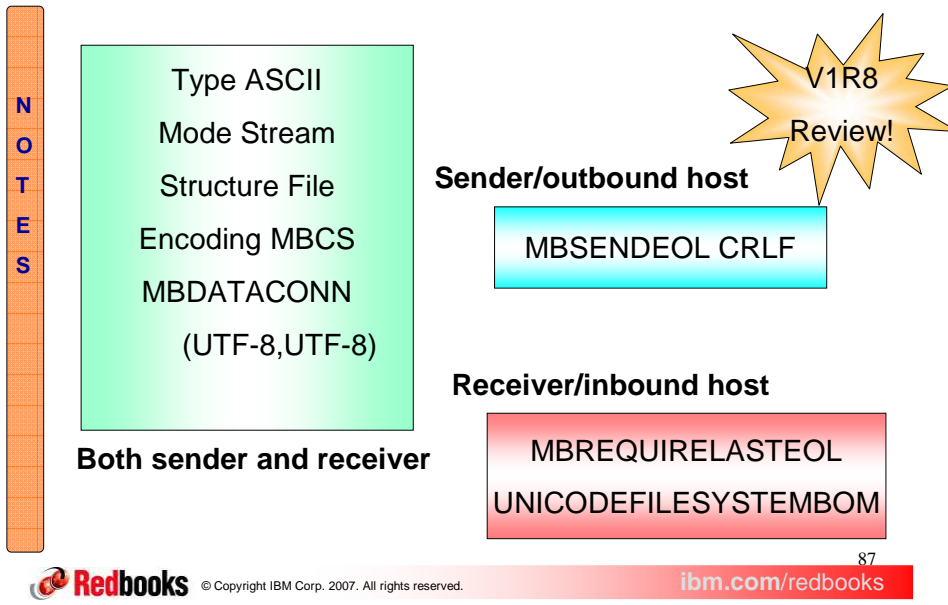 N
O
T
E
S
Type ASCII
Mode Stream
Structure File
Encoding MBCS
MBDATACONN
(UTF-8,UTF-8)
Both sender and receiver
V1R8
Review!
Sender/outbound host
MBSENDEOL CRLF
Receiver/inbound host
MBREQUIRELASTEOL
UNICODEFILESYSTEMBOM
87
Redbooks © Copyright IBM Corp. 2007. All rights reserved. ibm.com/redbooks